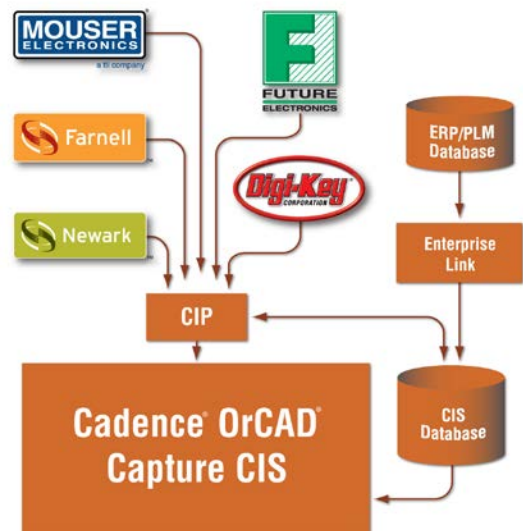 MOUSER
ELECTRONICS
a tti company
FUTURE
ELECTRONICS
Farnell
Digi-Key®
CORPORATION
Newark
ERP/PLM
Database
Enterprise
Link
CIP
CIS
Database
Cadence® OrCAD®
Capture CIS